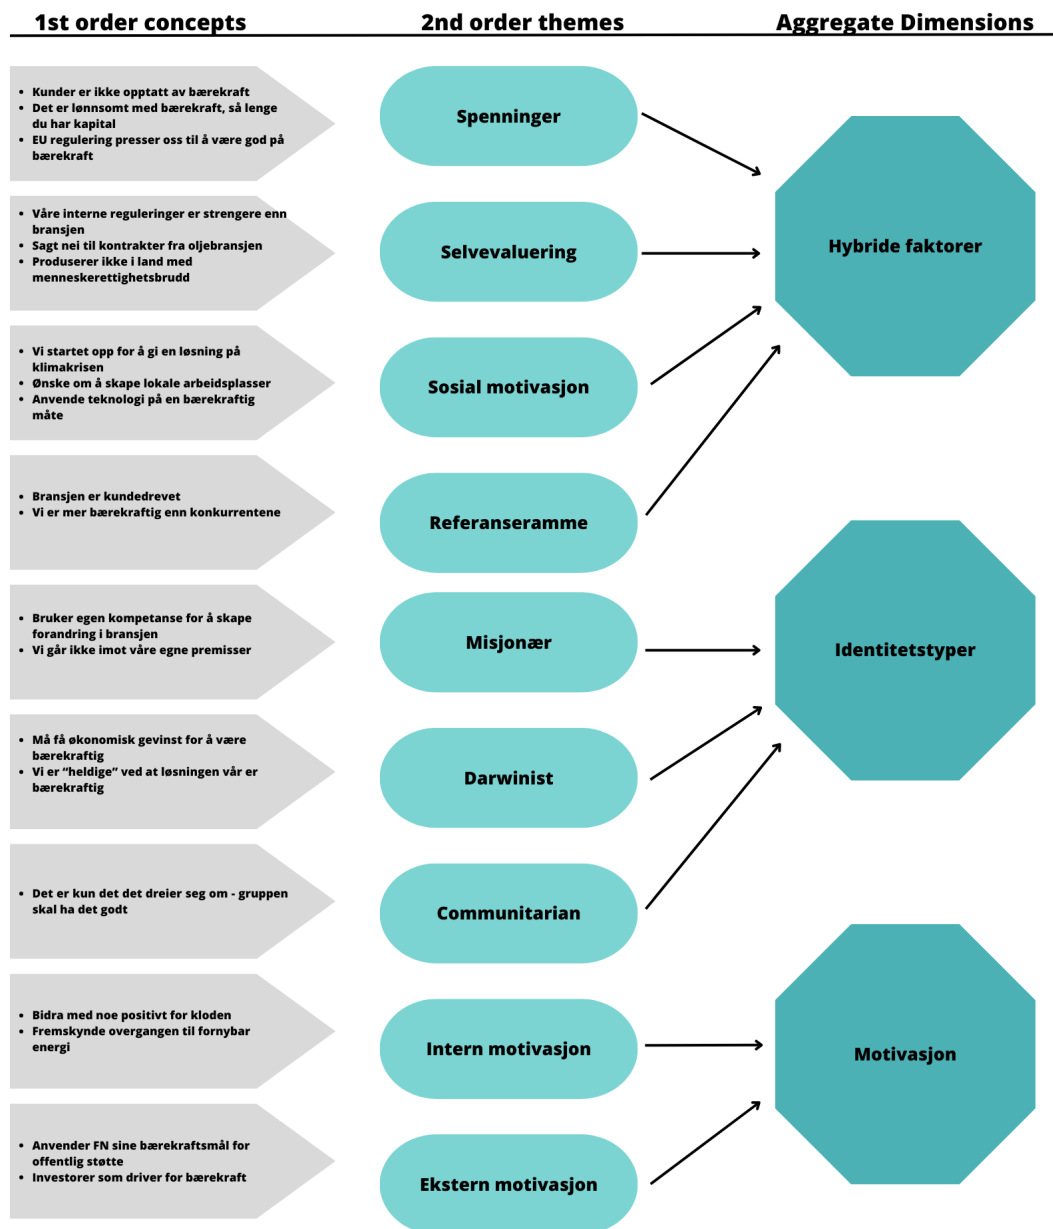 1st order concepts
2nd order themes
Aggregate Dimensions
• Kunder er ikke opptatt av bærekraft
• Det er lønnsomt med bærekraft, så lenge
du har kapital
• EU regulering presser oss til å være god på
bærekraft
Spenninger
• Våre interne reguleringer er strengere enn
bransjen
• Sagt nei til kontrakter fra oljebransjen
• Produserer ikke i land med
menneskerettighetsbrudd
Selvevaluering
Hybride faktorer
• Vi startet opp for å gi en løsning på
klimakrisen
• Ønske om å skape lokale arbeidsplasser
• Anvende teknologi på en bærekraftig
måte
Sosial motivasjon
• Bransjen er kundedrevet
• Vi er mer bærekraftig enn konkurrentene
Referanseramme
• Bruker egen kompetanse for å skape
forandring i bransjen
• Vi går ikke imot våre egne premisser
Misjonær
Identitetstyper
• Må få økonomisk gevinst for å være
bærekraftig
• Vi er “heldige” ved at løsningen vår er
bærekraftig
Darwinist
• Det er kun det det dreier seg om - gruppen
skal ha det godt
Communitarian
• Bidra med noe positivt for kloden
• Fremskynde overgangen til fornybar
energi
Intern motivasjon
Motivasjon
• Anvender FN sine bærekraftsmål for
offentlig støtte
• Investorer som driver for bærekraft
Ekstern motivasjon